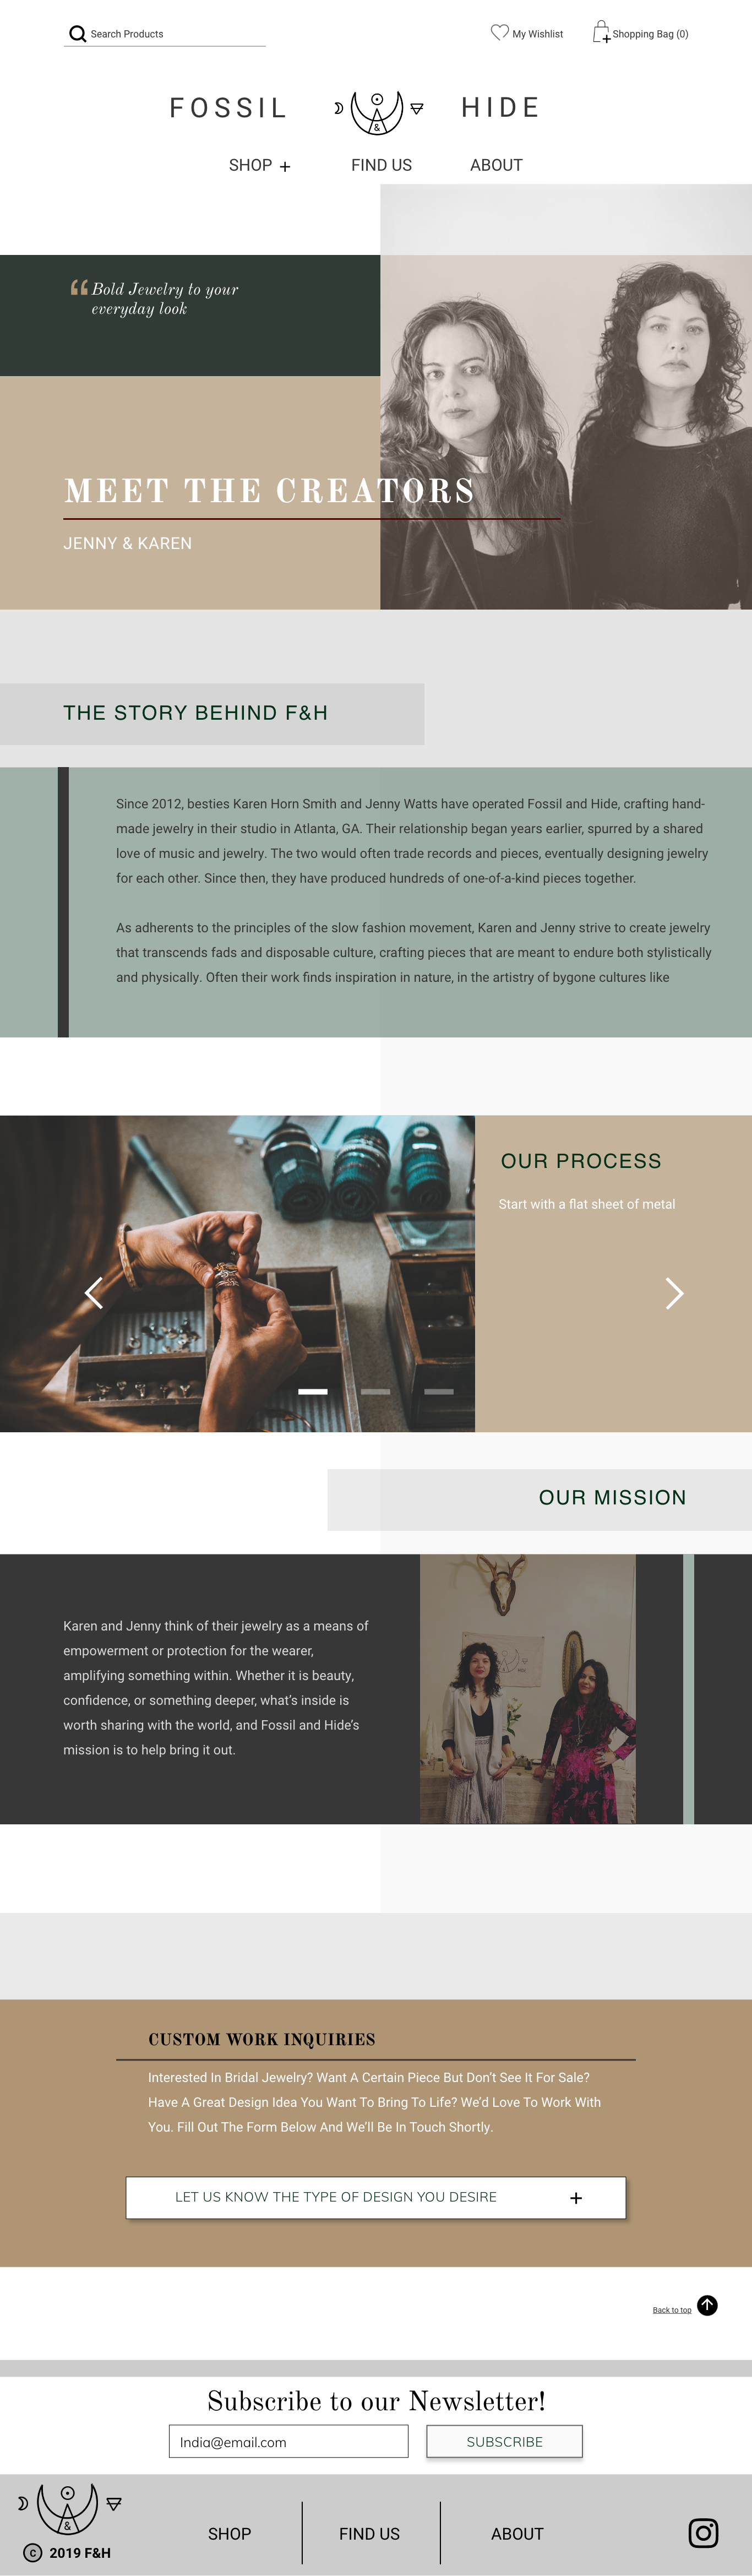 Search Products
My Wishlist
Shopping Bag (0)
FOSSIL & HIDE
SHOP +
FIND US
ABOUT
“ Bold Jewelry to your
everyday look
MEET THE CREATORS
JENNY & KAREN
THE STORY BEHIND F&H
Since 2012, besties Karen Horn Smith and Jenny Watts have operated Fossil and Hide, crafting hand-
made jewelry in their studio in Atlanta, GA. Their relationship began years earlier, spurred by a shared
love of music and jewelry. The two would often trade records and pieces, eventually designing jewelry
for each other. Since then, they have produced hundreds of one-of-a-kind pieces together.
As adherents to the principles of the slow fashion movement, Karen and Jenny strive to create jewelry
that transcends fads and disposable culture, crafting pieces that are meant to endure both stylistically
and physically. Often their work finds inspiration in nature, in the artistry of bygone cultures like
OUR PROCESS
Start with a flat sheet of metal
OUR MISSION
Karen and Jenny think of their jewelry as a means of
empowerment or protection for the wearer,
amplifying something within. Whether it is beauty,
confidence, or something deeper, what's inside is
worth sharing with the world, and Fossil and Hide's
mission is to help bring it out.
CUSTOM WORK INQUIRIES
Interested In Bridal Jewelry? Want A Certain Piece But Don't See It For Sale?
Have A Great Design Idea You Want To Bring To Life? We'd Love To Work With
You. Fill Out The Form Below And We'll Be In Touch Shortly.
LET US KNOW THE TYPE OF DESIGN YOU DESIRE +
Back to top
Subscribe to our Newsletter!
India@email.com
SUBSCRIBE
&
© 2019 F&H
SHOP
FIND US
ABOUT